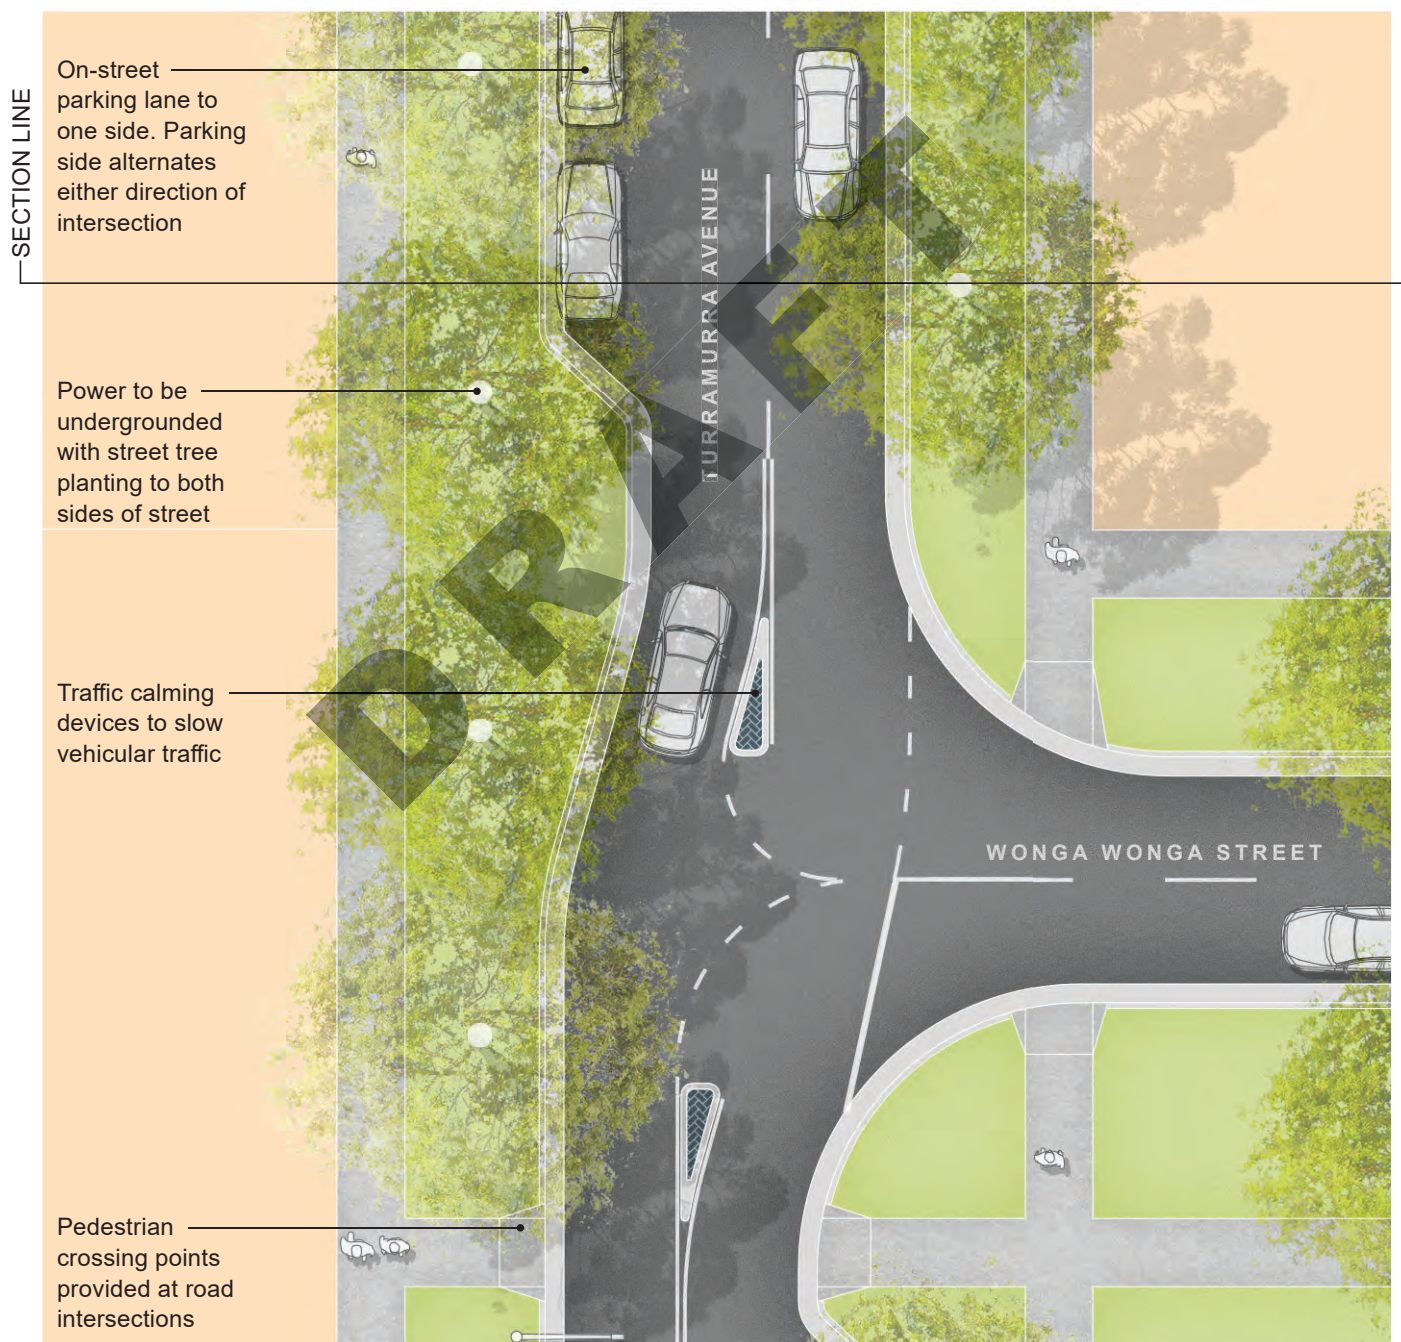 On-street
parking lane to
one side. Parking
side alternates
either direction of
intersection
SECTION LINE
TURRAMURRA AVENUE
Power to be
undergrounded
with street tree
planting to both
sides of street
DRAFT
Traffic calming
devices to slow
vehicular traffic
WONGA WONGA STREET
Pedestrian
crossing points
provided at road
intersections